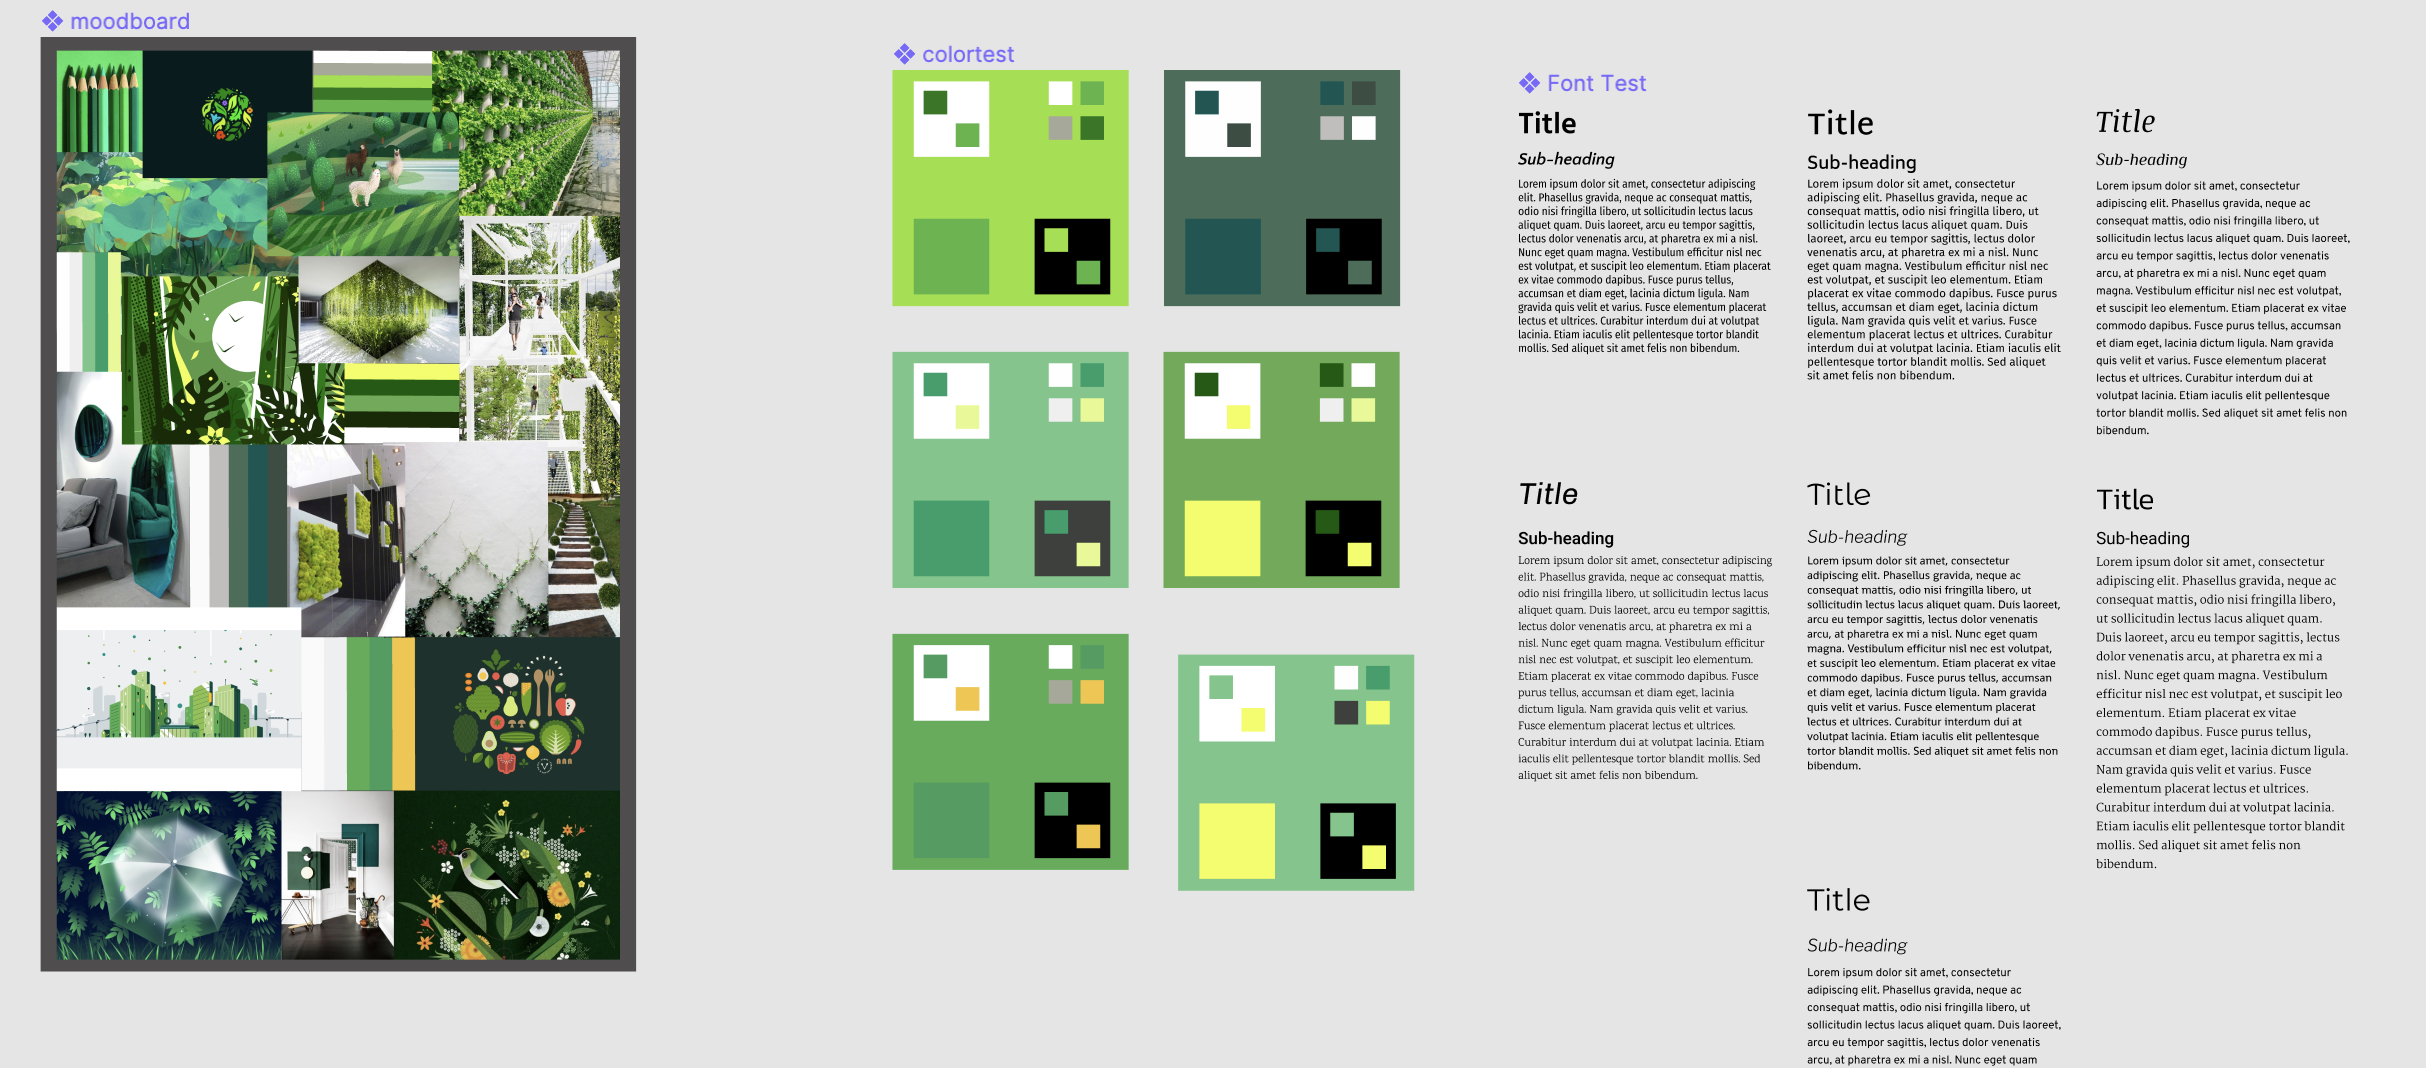 moodboard
colortest
Font Test
Title
Sub-heading
Lorem ipsum dolor sit amet, consectetur adipiscing
elit. Phasellus gravida, neque ac consequat mattis,
odio nisi fringilla libero, ut sollicitudin lectus lacus
aliquet quam. Duis laoreet, arcu eu tempor sagittis,
lectus dolor venenatis arcu, at pharetra ex mi a nisl.
Nunc eget quam magna. Vestibulum efficitur nisl nec
est volutpat, et suscipit leo elementum. Etiam placerat
ex vitae commodo dapibus. Fusce purus tellus,
accumsan et diam eget, lacinia dictum ligula. Nam
gravida quis velit et varius. Fusce elementum placerat
lectus et ultrices. Curabitur interdum dui at volutpat
lacinia. Etiam iaculis elit pellentesque tortor blandit
mollis. Sed aliquet sit amet felis non bibendum.
Title
Sub-heading
Lorem ipsum dolor sit amet, consectetur
adipiscing elit. Phasellus gravida, neque ac
consequat mattis, odio nisi fringilla libero, ut
sollicitudin lectus lacus aliquet quam. Duis
laoreet, arcu eu tempor sagittis, lectus dolor
venenatis arcu, at pharetra ex mi a nisl. Nunc
eget quam magna. Vestibulum efficitur nisl nec
est volutpat, et suscipit leo elementum. Etiam
placerat ex vitae commodo dapibus. Fusce purus
tellus, accumsan et diam eget, lacinia dictum
ligula. Nam gravida quis velit et varius. Fusce
elementum placerat lectus et ultrices. Curabitur
interdum dui at volutpat lacinia. Etiam iaculis elit
pellentesque tortor blandit mollis. Sed aliquet
sit amet felis non bibendum.
Title
Sub-heading
Lorem ipsum dolor sit amet, consectetur
adipiscing elit. Phasellus gravida, neque ac
consequat mattis, odio nisi fringilla libero, ut
sollicitudin lectus lacus aliquet quam. Duis laoreet,
arcu eu tempor sagittis, lectus dolor venenatis
arcu, at pharetra ex mi a nisl. Nunc eget quam
magna. Vestibulum efficitur nisl nec est volutpat,
et suscipit leo elementum. Etiam placerat ex vitae
commodo dapibus. Fusce purus tellus, accumsan
et diam eget, lacinia dictum ligula. Nam gravida
quis velit et varius. Fusce elementum placerat
lectus et ultrices. Curabitur interdum dui at
volutpat lacinia. Etiam iaculis elit pellentesque
tortor blandit mollis. Sed aliquet sit amet felis non
bibendum.
Title
Sub-heading
Lorem ipsum dolor sit amet, consectetur adipiscing
elit. Phasellus gravida, neque ac consequat mattis,
odio nisi fringilla libero, ut sollicitudin lectus lacus
aliquet quam. Duis laoreet, arcu eu tempor sagittis,
lectus dolor venenatis arcu, at pharetra ex mi a
nisl. Nunc eget quam magna. Vestibulum efficitur
nisl nec est volutpat, et suscipit leo elementum.
Etiam placerat ex vitae commodo dapibus. Fusce
purus tellus, accumsan et diam eget, lacinia
dictum ligula. Nam gravida quis velit et varius.
Fusce elementum placerat lectus et ultrices.
Curabitur interdum dui at volutpat lacinia. Etiam
iaculis elit pellentesque tortor blandit mollis. Sed
aliquet sit amet felis non bibendum.
Title
Sub-heading
Lorem ipsum dolor sit amet, consectetur
adipiscing elit. Phasellus gravida, neque ac
consequat mattis, odio nisi fringilla libero, ut
sollicitudin lectus lacus aliquet quam. Duis laoreet,
arcu eu tempor sagittis, lectus dolor venenatis
arcu, at pharetra ex mi a nisl. Nunc eget quam
magna. Vestibulum efficitur nisl nec est volutpat,
et suscipit leo elementum. Etiam placerat ex vitae
commodo dapibus. Fusce purus tellus, accumsan
et diam eget, lacinia dictum ligula. Nam gravida
quis velit et varius. Fusce elementum placerat
lectus et ultrices. Curabitur interdum dui at
volutpat lacinia. Etiam iaculis elit pellentesque
tortor blandit mollis. Sed aliquet sit amet felis non
bibendum.
Title
Sub-heading
Lorem ipsum dolor sit amet, consectetur
adipiscing elit. Phasellus gravida, neque ac
consequat mattis, odio nisi fringilla libero,
ut sollicitudin lectus lacus aliquet quam.
Duis laoreet, arcu eu tempor sagittis, lectus
dolor venenatis arcu, at pharetra ex mi a
nisl. Nunc eget quam magna. Vestibulum
efficitur nisl nec est volutpat, et suscipit leo
elementum. Etiam placerat ex vitae
commodo dapibus. Fusce purus tellus,
accumsan et diam eget, lacinia dictum ligula.
Nam gravida quis velit et varius. Fusce
elementum placerat lectus et ultrices.
Curabitur interdum dui at volutpat lacinia.
Etiam iaculis elit pellentesque tortor blandit
mollis. Sed aliquet sit amet felis non
bibendum.
Title
Sub-heading
Lorem ipsum dolor sit amet, consectetur
adipiscing elit. Phasellus gravida, neque ac
consequat mattis, odio nisi fringilla libero, ut
sollicitudin lectus lacus aliquet quam. Duis laoreet,
arcu eu tempor sagittis, lectus dolor venenatis
arcu, at pharetra ex mi a nisl. Nunc eget quam